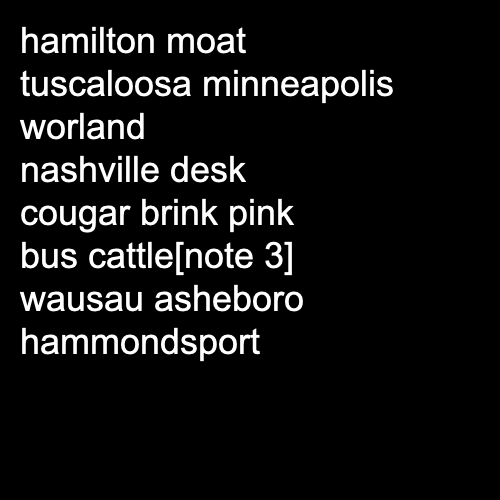 hamilton moat
tuscaloosa minneapolis
worland
nashville desk
cougar brink pink
bus cattle[note 3]
wausau asheboro
hammondsport